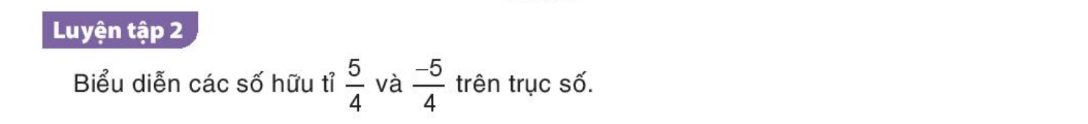 Luyện tập 2
Biểu diễn các số hữu tỉ 5/4 và −5/4 trên trục số.